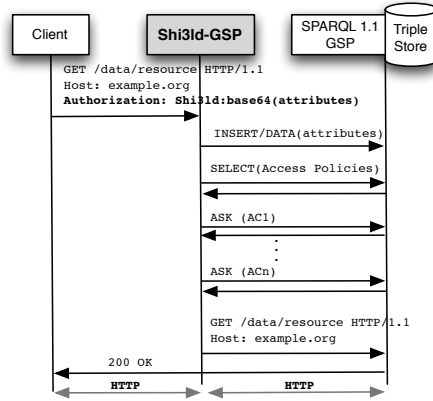 Client
Shi3ld-GSP
SPARQL 1.1
GSP
Triple
Store
GET /data/resource HTTP/1.1
Host: example.org
Authorization: Shi3ld:base64(attributes)
INSERT/DATA(attributes)
SELECT(Access Policies)
ASK (AC1)
ASK (ACn)
GET /data/resource HTTP/1.1
Host: example.org
200 OK
HTTP
HTTP